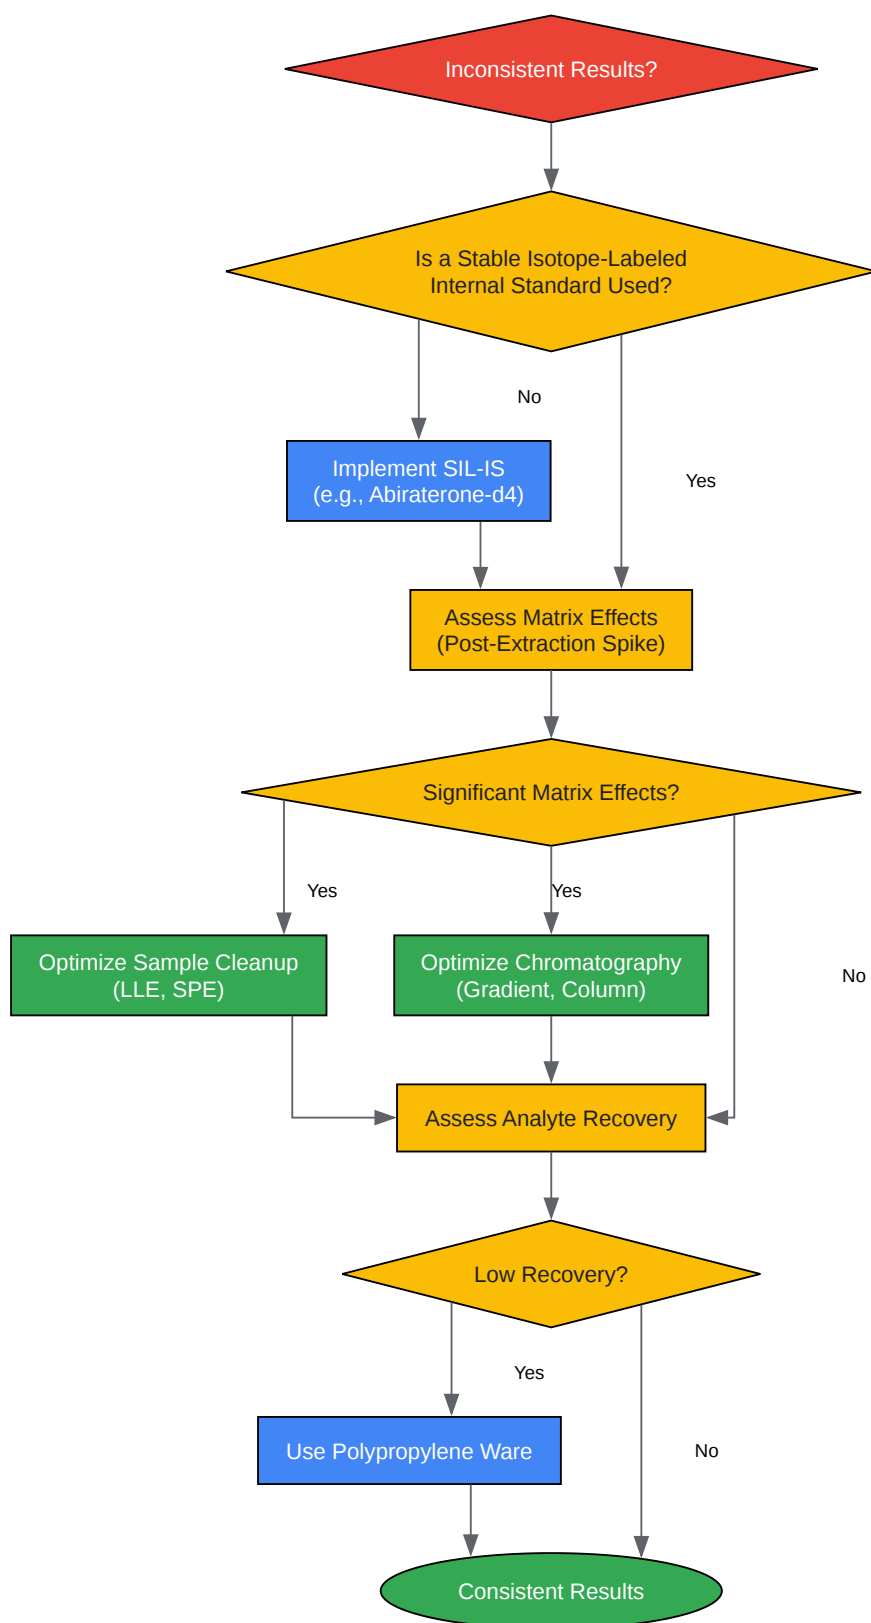 Inconsistent Results?
Is a Stable Isotope-Labeled
Internal Standard Used?
No
Implement SIL-IS
(e.g., Abiraterone-d4)
Yes
Assess Matrix Effects
(Post-Extraction Spike)
Significant Matrix Effects?
Yes
Yes
Optimize Sample Cleanup
(LLE, SPE)
Optimize Chromatography
(Gradient, Column)
No
Assess Analyte Recovery
Low Recovery?
Yes
Use Polypropylene Ware
No
Consistent Results